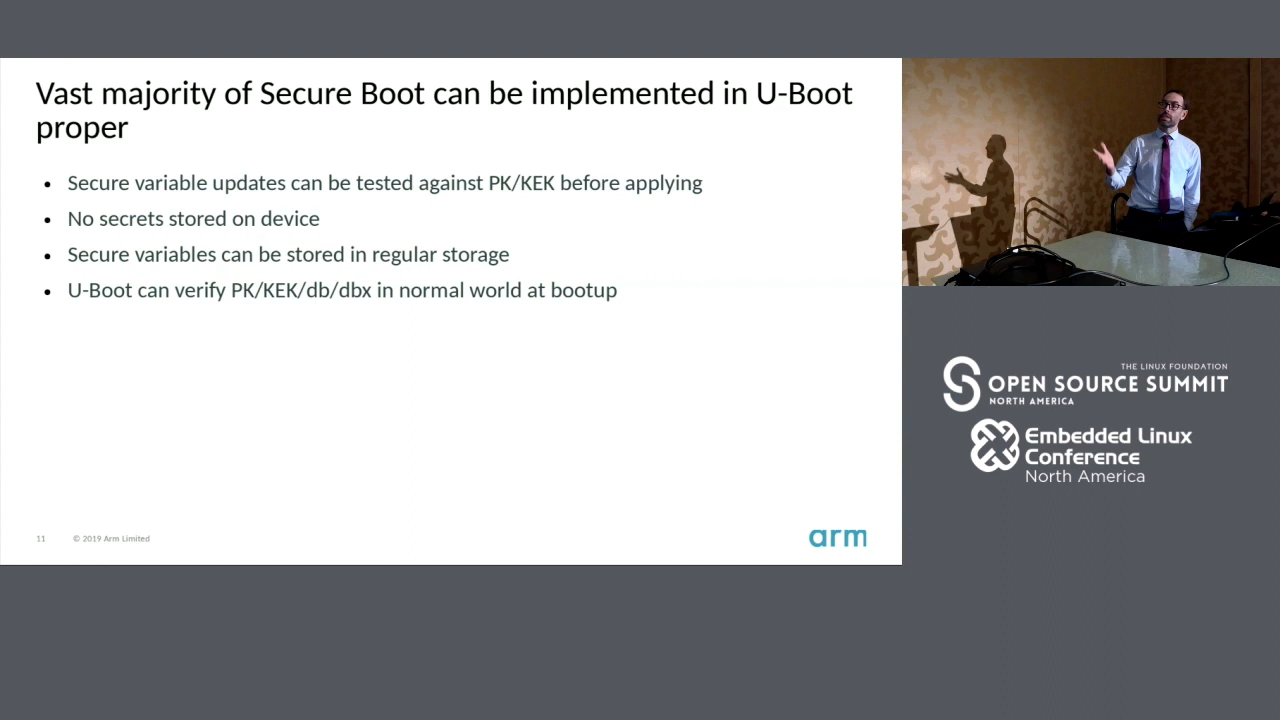 Vast majority of Secure Boot can be implemented in U-Boot
proper
• Secure variable updates can be tested against PK/KEK before applying
• No secrets stored on device
• Secure variables can be stored in regular storage
• U-Boot can verify PK/KEK/db/dbx in normal world at bootup
11 © 2019 Arm Limited
arm
THE LINUX FOUNDATION
OPEN SOURCE SUMMIT
NORTH AMERICA
Embedded Linux
Conference
North America